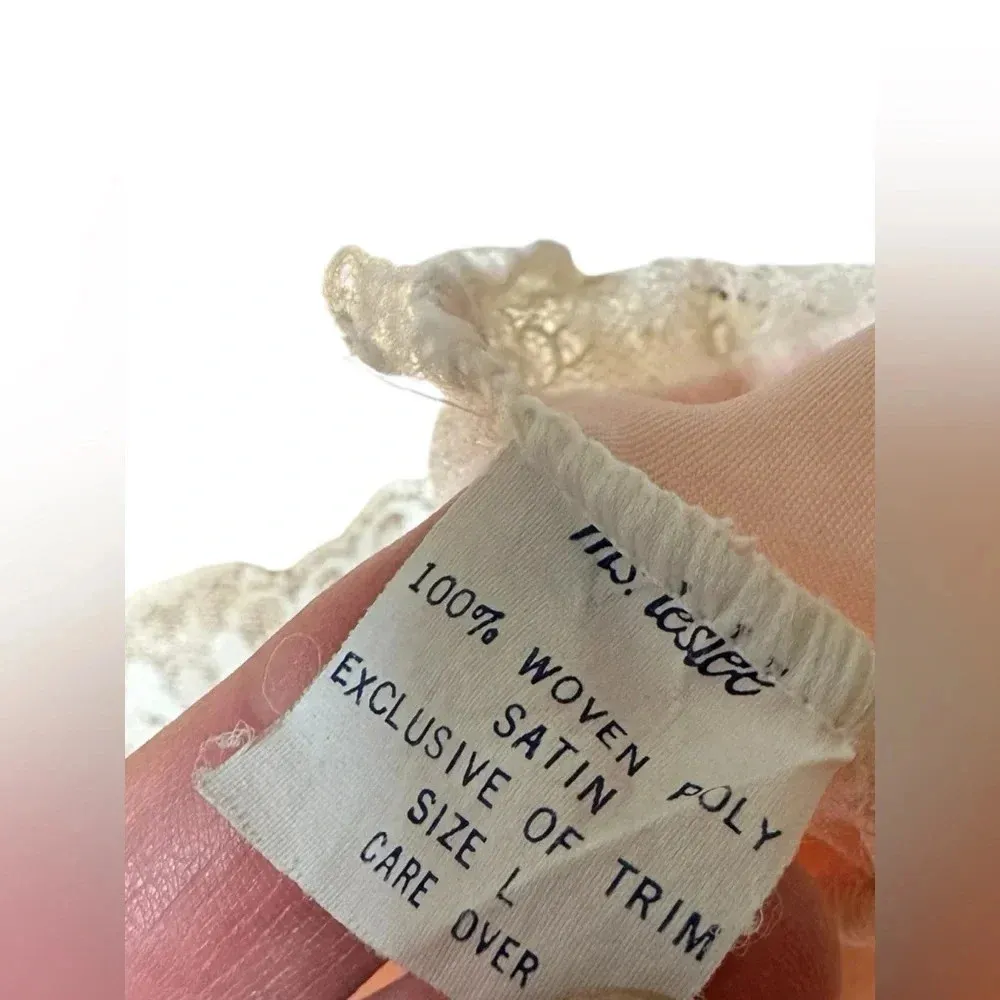 100% WOVEN POLY
SATIN
EXCLUSIVE OF TRIM
SIZE L
CARE OVER